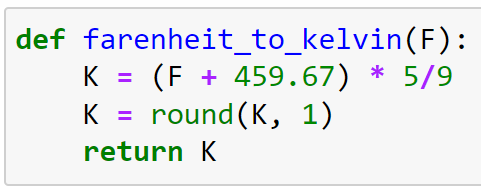 def farenheit_to_kelvin(F):
    K = (F + 459.67) * 5/9
    K = round(K, 1)
    return K